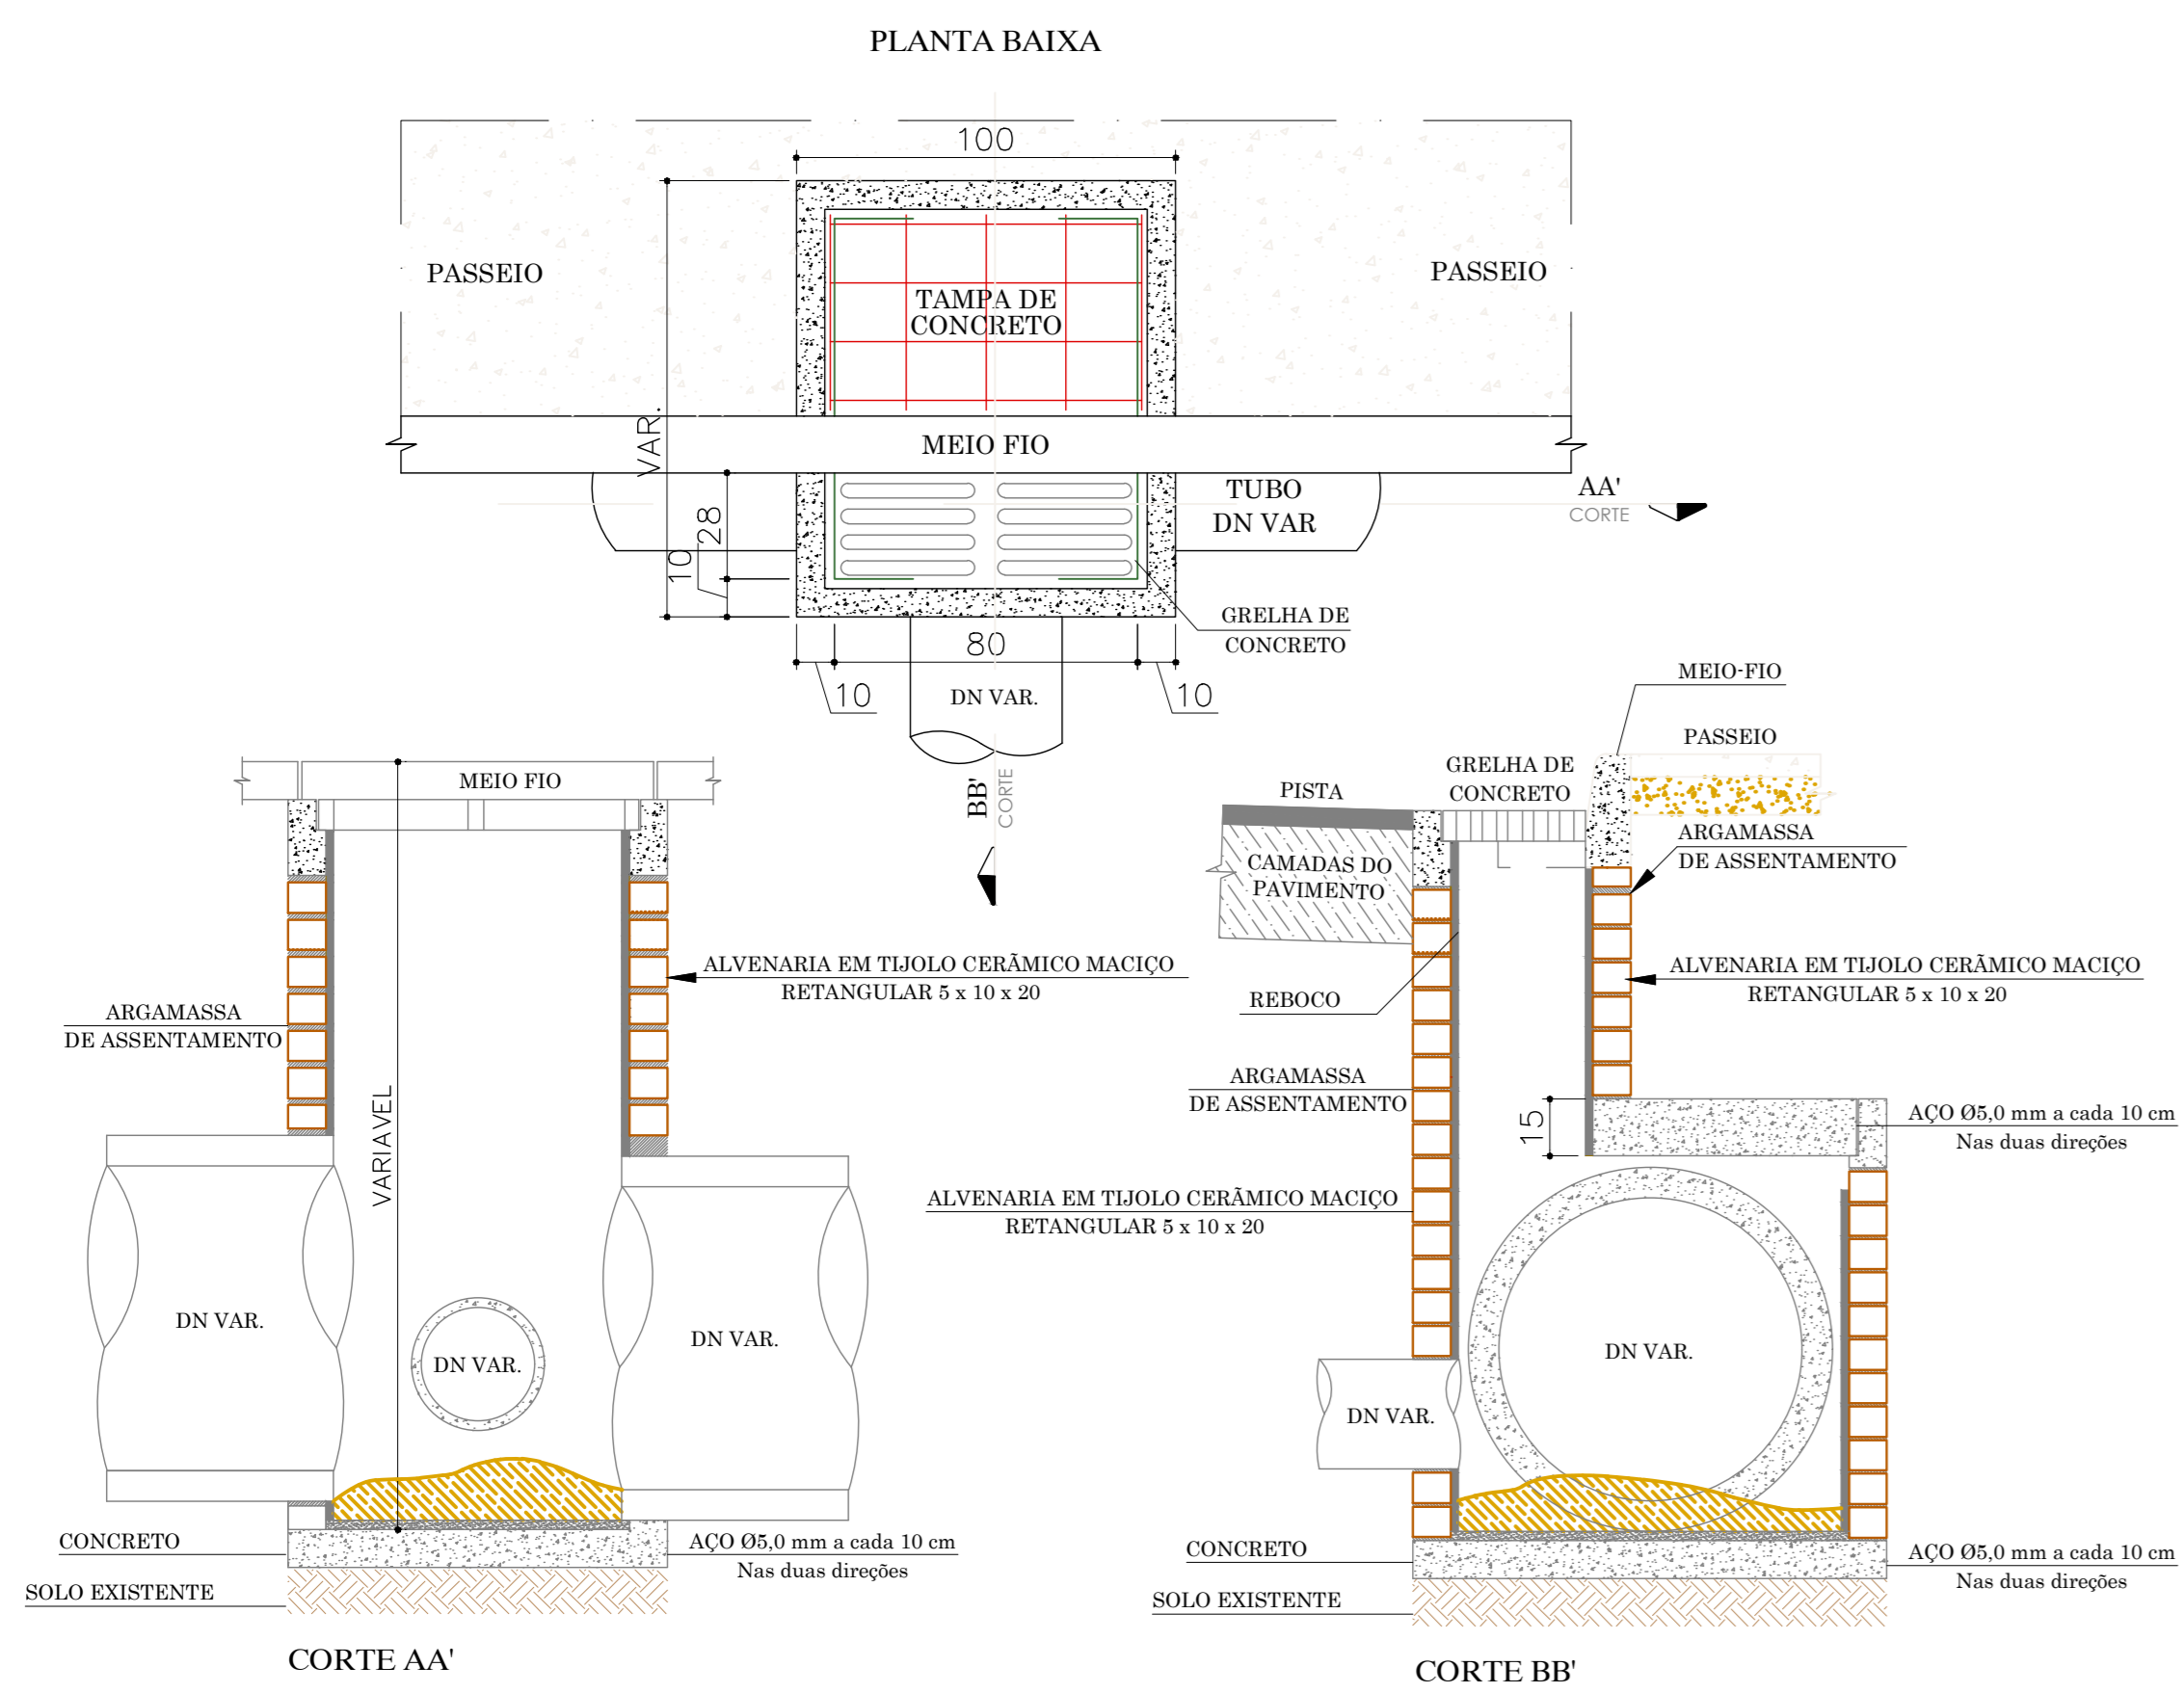 PLANTA BAIXA
100
PASSEIO
PASSEIO
TAMPA DE
CONCRETO
VAR.
MEIO FIO
28
10
TUBO
DN VAR
AA'
CORTE
GRELHA DE
CONCRETO
80
10
10
DN VAR.
BB'
CORTE
MEIO FIO
ARGAMASSA
DE ASSENTAMENTO
ALVENARIA EM TIJOLO CERÃMICO MACIÇO
RETANGULAR 5 x 10 x 20
VARIAVEL
DN VAR.
DN VAR.
DN VAR.
CONCRETO
SOLO EXISTENTE
AÇO Ø5,0 mm a cada 10 cm
Nas duas direções
CORTE AA'
MEIO-FIO
PASSEIO
GRELHA DE
CONCRETO
PISTA
CAMADAS DO
PAVIMENTO
ARGAMASSA
DE ASSENTAMENTO
ALVENARIA EM TIJOLO CERÃMICO MACIÇO
RETANGULAR 5 x 10 x 20
REBOCO
ARGAMASSA
DE ASSENTAMENTO
15
AÇO Ø5,0 mm a cada 10 cm
Nas duas direções
ALVENARIA EM TIJOLO CERÃMICO MACIÇO
RETANGULAR 5 x 10 x 20
DN VAR.
DN VAR.
CONCRETO
SOLO EXISTENTE
AÇO Ø5,0 mm a cada 10 cm
Nas duas direções
CORTE BB'